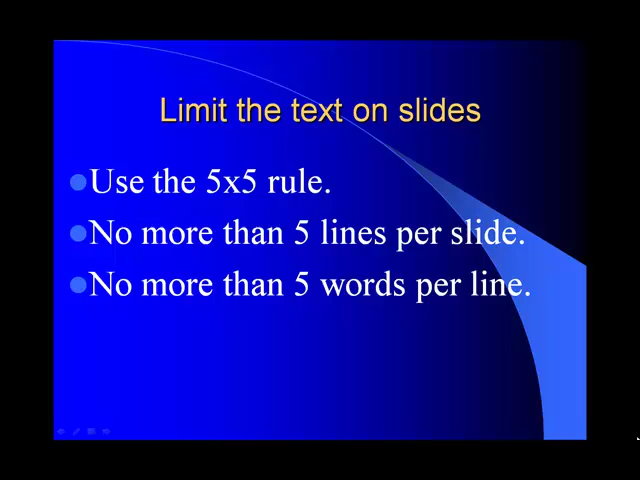 Limit the text on slides
Use the 5x5 rule.
No more than 5 lines per slide.
No more than 5 words per line.